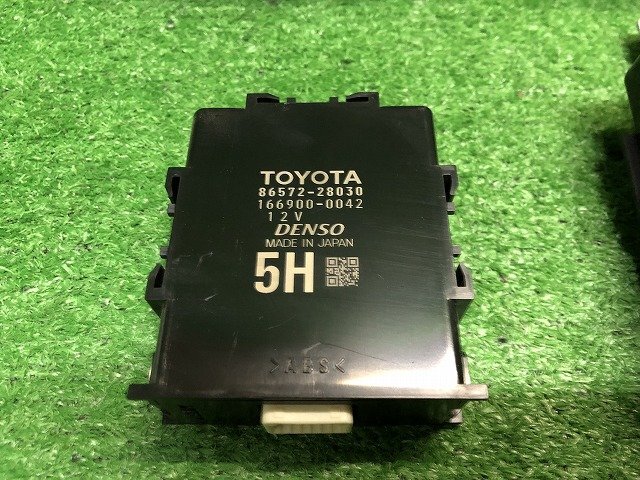 TOYOTA
86572-28030
166900-0042
12V
DENSO
MADE IN JAPAN
5H
>ABS<